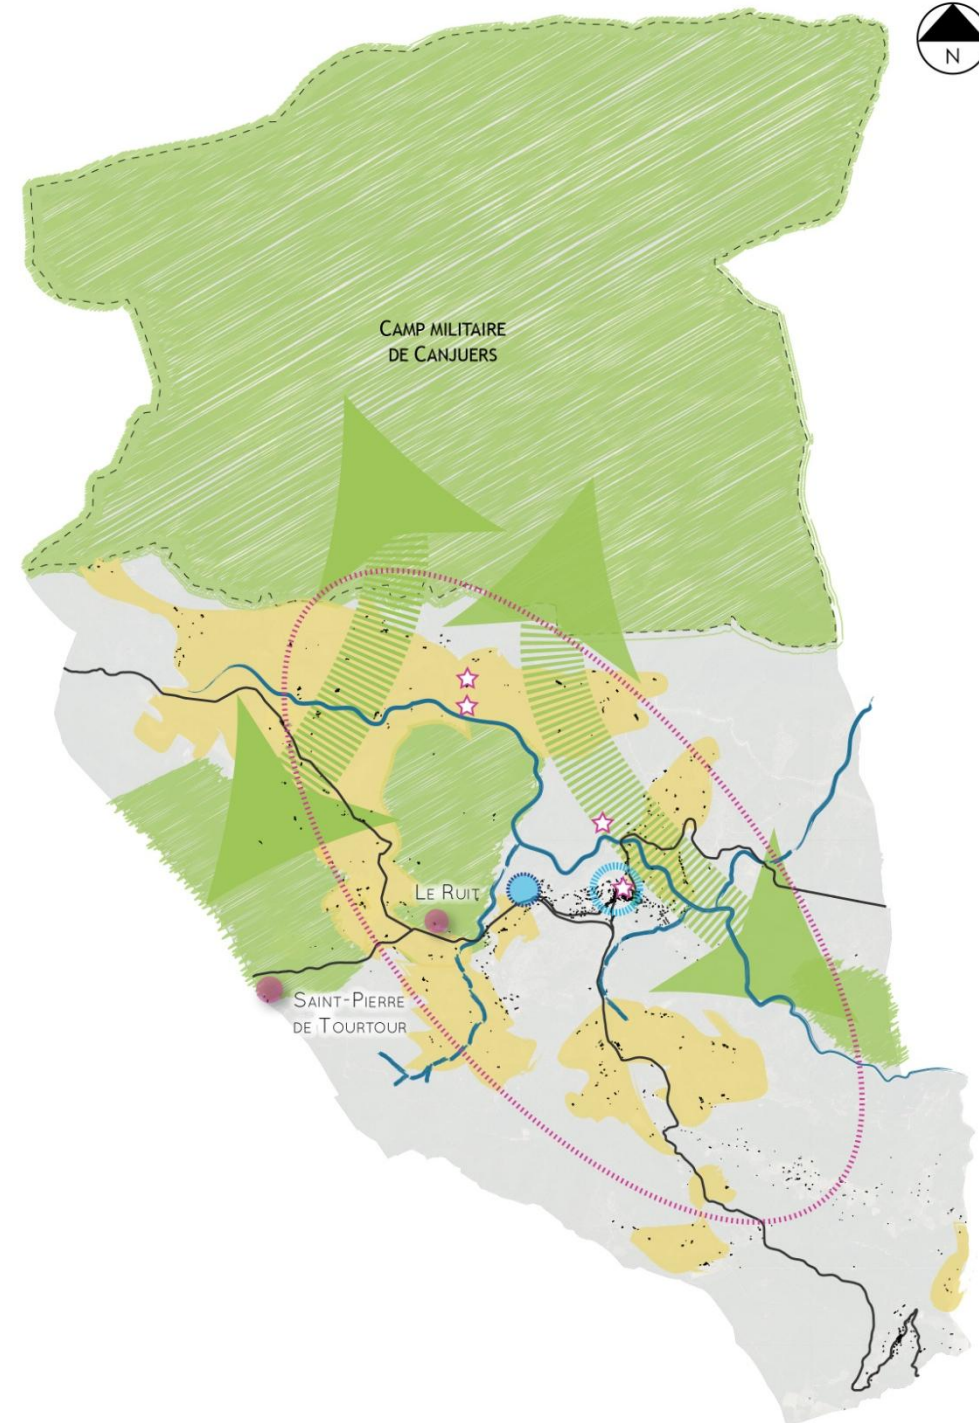 N
CAMP MILITAIRE
DE CANJUERS
LE RUIT
SAINT-PIERRE
DE TOURTOUR